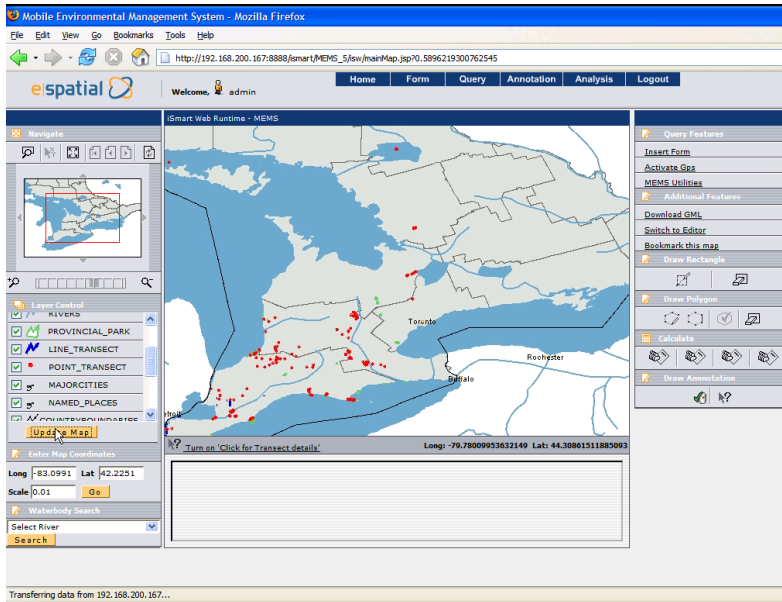 Mobile Environmental Management System - Mozilla Firefox
File Edit View Go Bookmarks Tools Help
http://192.168.200.167:8888/ismart/MEMS_5/isw/mainMap.jsp?0.5896219300762545
e|spatial
Welcome, admin
Home Form Query Annotation Analysis Logout
iSmart Web Runtime - MEMS
Navigate
Layer Control
RIVERS
PROVINCIAL_PARK
LINE_TRANSECT
POINT_TRANSECT
MAJORCITIES
NAMED_PLACES
COUNTRYBOUNDARIES
Update Map
Enter Map Coordinates
Long -83.0991 Lat 42.2251
Scale 0.01 Go
Waterbody Search
Select River
Search
Toronto
Rochester
Buffalo
Turn on 'Click for Transect details'
Long: -79.78009953632149 Lat: 44.30861511885093
Query Features
Insert Form
Activate Gps
MEMS Utilities
Additional Features
Download GML
Switch to Editor
Bookmark this map
Draw Rectangle
Draw Polygon
Calculate
Draw Annotation
Transferring data from 192.168.200.167...